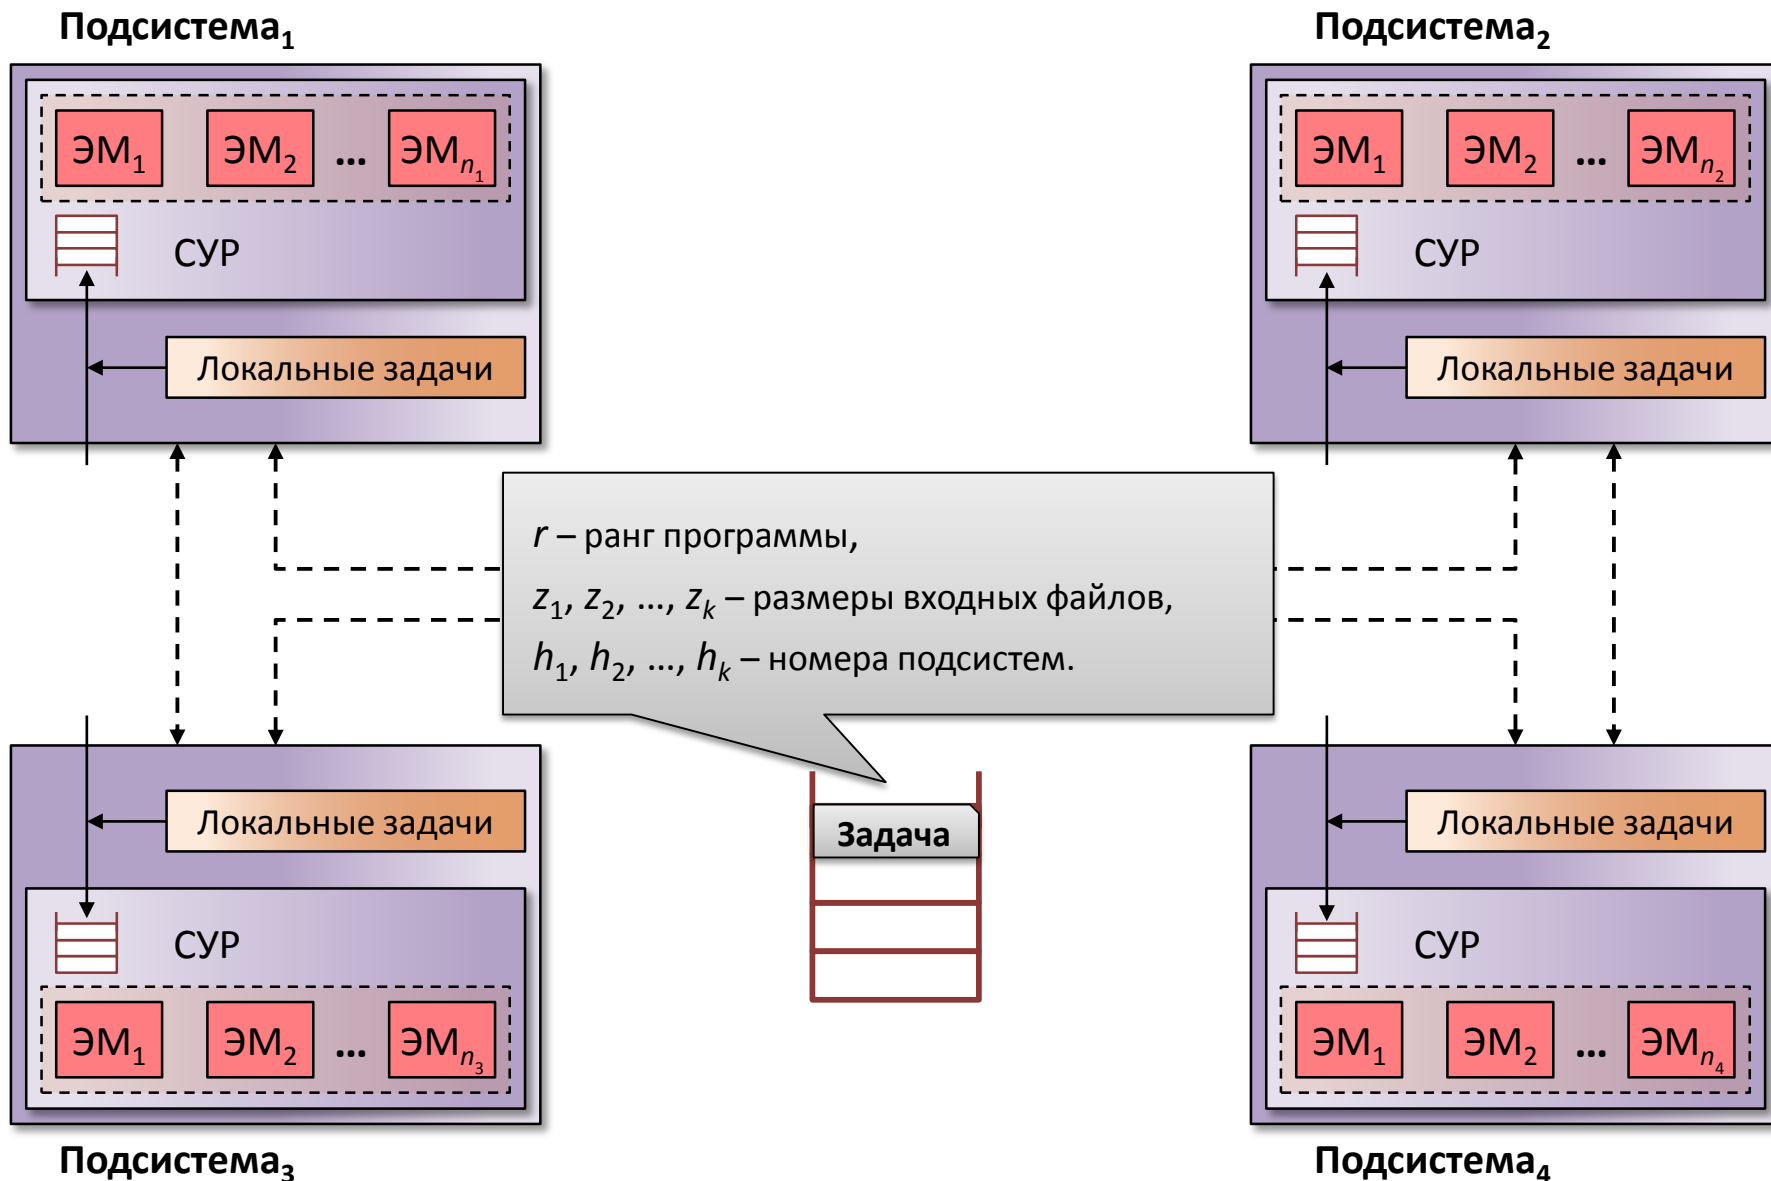 Подсистема₁
Подсистема₂
ЭМ₁ ЭМ₂ ... ЭМn₁
ЭМ₁ ЭМ₂ ... ЭМn₂
СУР
СУР
Локальные задачи
Локальные задачи
r – ранг программы,
z₁, z₂, ..., zk – размеры входных файлов,
h₁, h₂, ..., hk – номера подсистем.
Локальные задачи
Задача
Локальные задачи
СУР
СУР
ЭМ₁ ЭМ₂ ... ЭМn₃
ЭМ₁ ЭМ₂ ... ЭМn₄
Подсистема₃
Подсистема₄